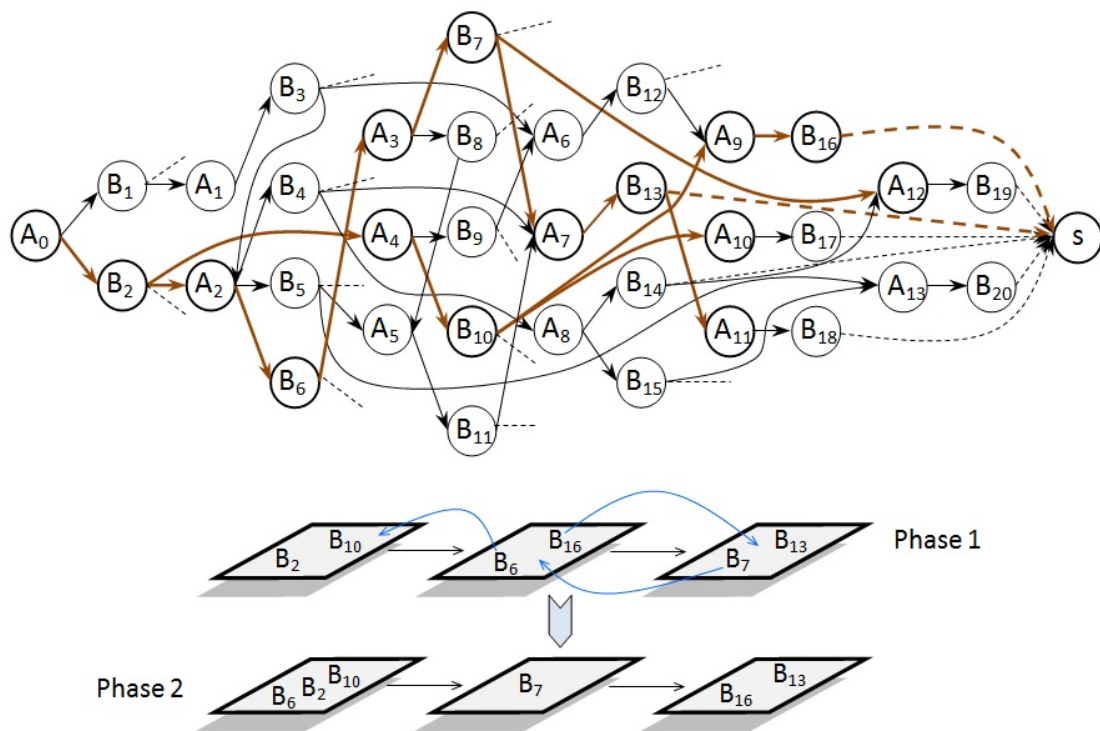 B7
B3
B12
A3
B8
A6
A9
B16
B1
A1
B4
B13
A12
B19
A0
A4
B9
A7
A10
B17
s
B2
A2
B5
B14
A13
B20
A5
B10
A8
A11
B18
B6
B15
B11
B2 B10
B6 B16
B7 B13
Phase 1
Phase 2
B6 B2 B10
B7
B16 B13